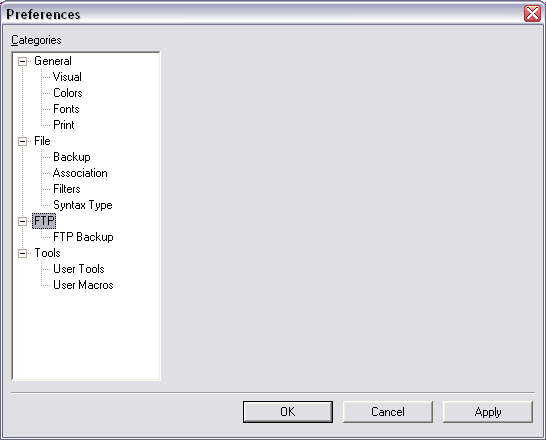 Preferences
Categories
General
Visual
Colors
Fonts
Print
File
Backup
Association
Filters
Syntax Type
FTP
FTP Backup
Tools
User Tools
User Macros
OK
Cancel
Apply